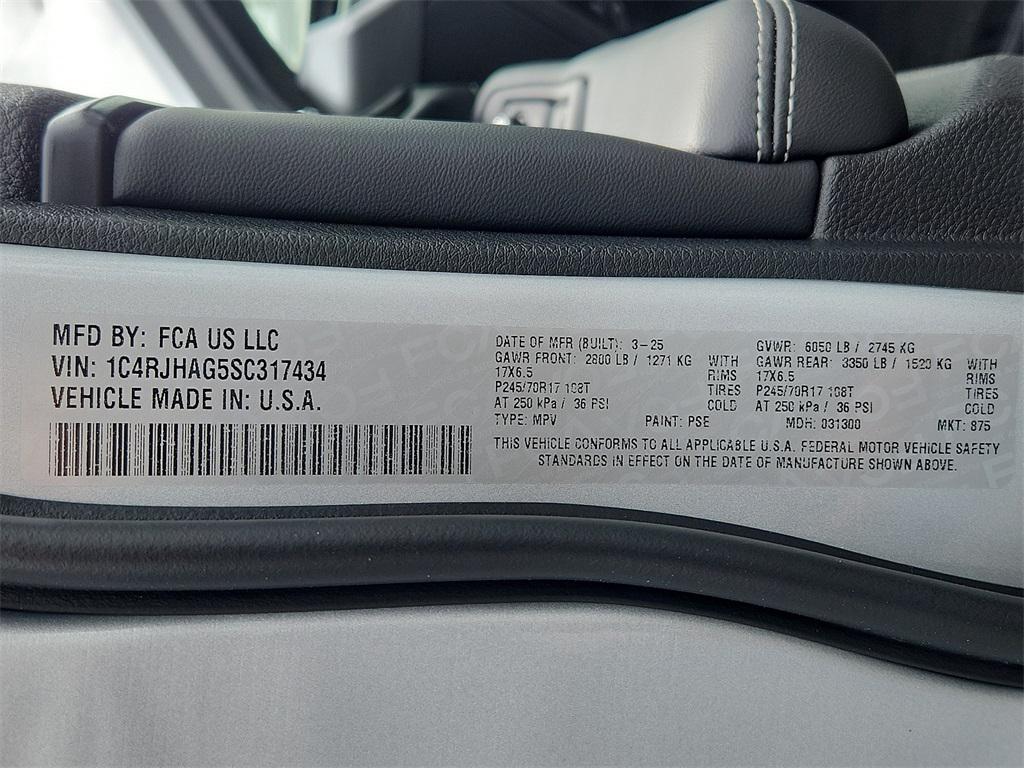 MFD BY: FCA US LLC
VIN: 1C4RJHAG5SC317434
VEHICLE MADE IN: U.S.A.
DATE OF MFR (BUILT): 3-25 GVWR: 6050 LB / 2745 KG
GAWR FRONT: 2800 LB / 1271 KG WITH GAWR REAR: 3350 LB / 1520 KG WITH
17X6.5 RIMS 17X6.5 RIMS
P245/70R17 108T TIRES P245/70R17 108T TIRES
AT 250 kPa / 36 PSI COLD AT 250 kPa / 36 PSI COLD
TYPE: MPV PAINT: PSE MDH: 031300 MKT: 875
THIS VEHICLE CONFORMS TO ALL APPLICABLE U.S.A. FEDERAL MOTOR VEHICLE SAFETY
STANDARDS IN EFFECT ON THE DATE OF MANUFACTURE SHOWN ABOVE.